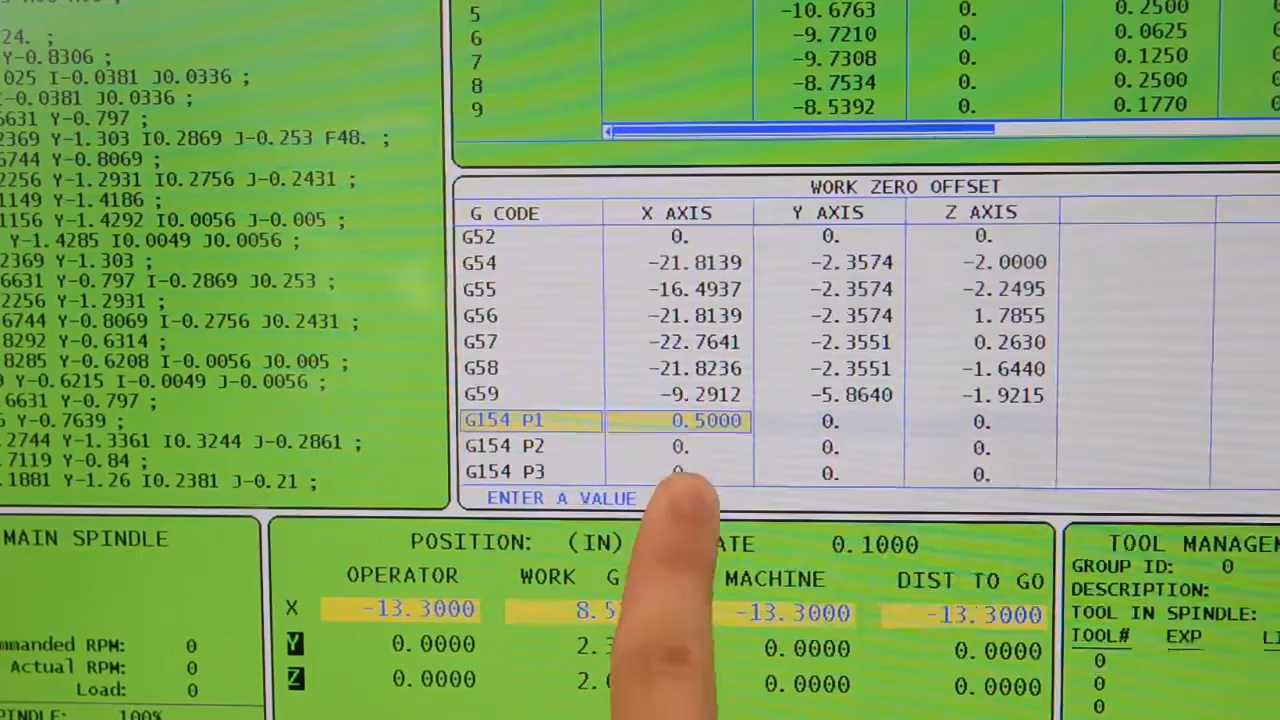 24. ;
Y-0.8306 ;
025 I-0.0381 J0.0336 ;
I-0.0381 J0.0336 ;
6631 Y-0.797 ;
2369 Y-1.303 I0.2869 J-0.253 F48. ;
6744 Y-0.8069 ;
2256 Y-1.2931 I0.2756 J-0.2431 ;
1149 Y-1.4186 ;
1156 Y-1.4292 I0.0056 J-0.005 ;
Y-1.4285 I0.0049 J0.0056 ;
2369 Y-1.303 ;
6631 Y-0.797 I-0.2869 J0.253 ;
2256 Y-1.2931 ;
6744 Y-0.8069 I-0.2756 J0.2431 ;
8292 Y-0.6314 ;
8285 Y-0.6208 I-0.0056 J0.005 ;
Y-0.6215 I-0.0049 J-0.0056 ;
6631 Y-0.797 ;
Y-0.7639 ;
.2744 Y-1.3361 I0.3244 J-0.2861 ;
.7119 Y-0.84 ;
.1881 Y-1.26 I0.2381 J-0.21 ;
5 -10.6763 0. 0.2500
6 -9.7210 0. 0.0625
7 -9.7308 0. 0.1250
8 -8.7534 0. 0.2500
9 -8.5392 0. 0.1770
WORK ZERO OFFSET
G CODE X AXIS Y AXIS Z AXIS
G52 0. 0. 0.
G54 -21.8139 -2.3574 -2.0000
G55 -16.4937 -2.3574 -2.2495
G56 -21.8139 -2.3574 1.7855
G57 -22.7641 -2.3551 0.2630
G58 -21.8236 -2.3551 -1.6440
G59 -9.2912 -5.8640 -1.9215
G154 P1 0.5000 0. 0.
G154 P2 0. 0. 0.
G154 P3 0. 0. 0.
ENTER A VALUE
MAIN SPINDLE
mmanded RPM: 0
Actual RPM: 0
Load: 0
SPINDLE: 100%
POSITION: (IN) ATE 0.1000
OPERATOR WORK G MACHINE DIST TO GO
X -13.3000 8.5 -13.3000 -13.3000
Y 0.0000 2.3 0.0000 0.0000
Z 0.0000 2.0 0.0000 0.0000
TOOL MANAGEM
GROUP ID: 0
DESCRIPTION:
TOOL IN SPINDLE:
TOOL# EXP LI
0
0
0